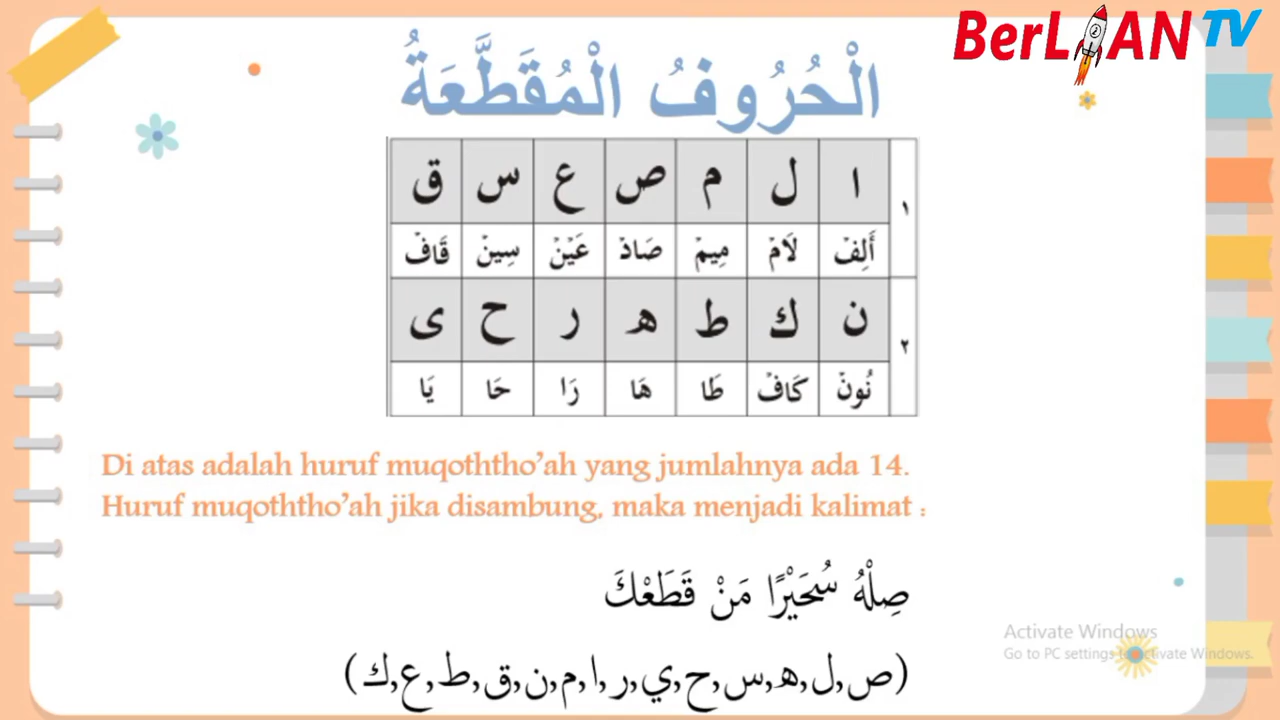 BerLIAN TV
الْحُرُوفُ الْمُقَطَّعَةُ
١ ا ل م ص ع س ق
أَلِفْ لَامْ مِيمْ صَادْ عَيْنْ سِينْ قَافْ
٢ ن ك ط ه ر ح ى
نُونْ كَافْ طَا هَا رَا حَا يَا
Di atas adalah huruf muqoththo'ah yang jumlahnya ada 14.
Huruf muqoththo'ah jika disambung, maka menjadi kalimat :
صِلْهُ سُحَيْرًا مَنْ قَطَعْكَ
(ص,ل,ه,س,ح,ي,ر,ا,م,ن,ق,ط,ع,ك)
Activate Windows
Go to PC settings to activate Windows.